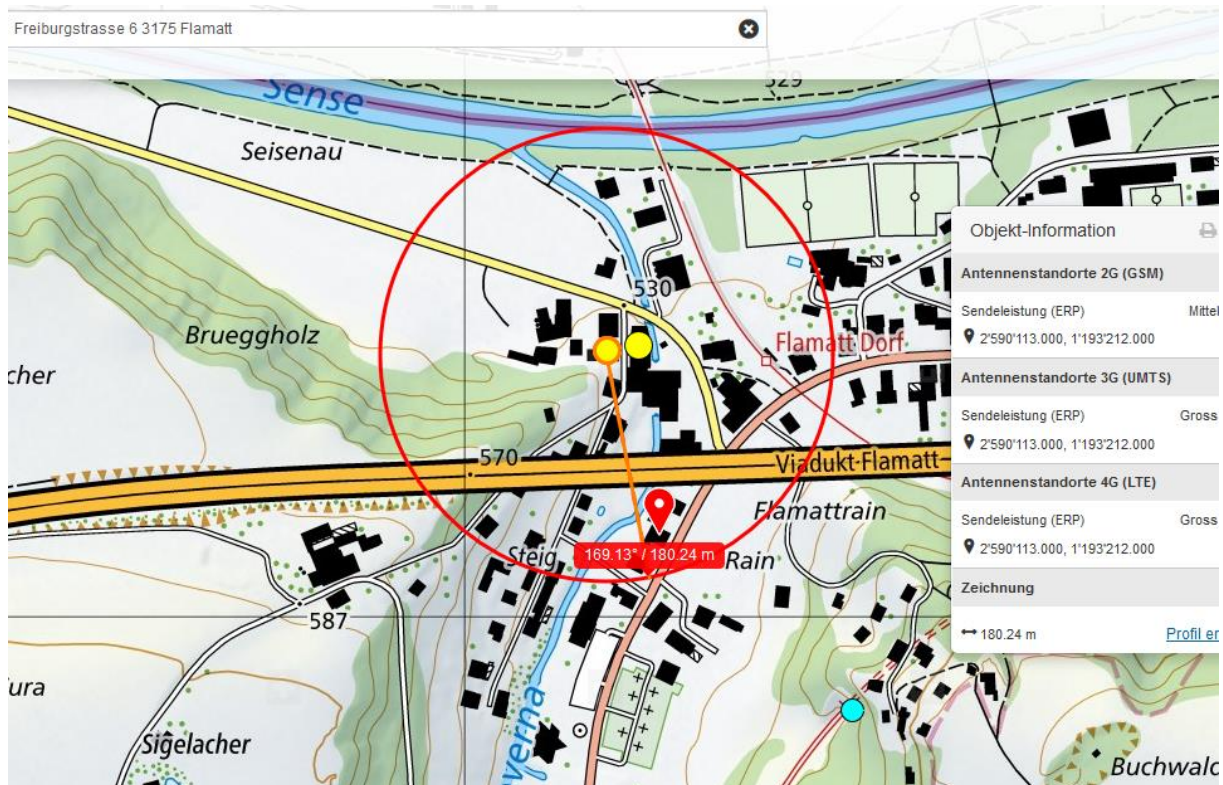 Freiburgstrasse 6 3175 Flamatt
529
Sense
Seisenau
530
Brueggholz
Flamatt Dorf
cher
570
Viadukt Flamatt
Flamattrain
Steig
169.13° / 180.24 m
Rain
587
ura
Sigelacher
verna
Buchwald
Objekt-Information
Antennenstandorte 2G (GSM)
Sendeleistung (ERP) Mittel
2'590'113.000, 1'193'212.000
Antennenstandorte 3G (UMTS)
Sendeleistung (ERP) Gross
2'590'113.000, 1'193'212.000
Antennenstandorte 4G (LTE)
Sendeleistung (ERP) Gross
2'590'113.000, 1'193'212.000
Zeichnung
180.24 m Profil er